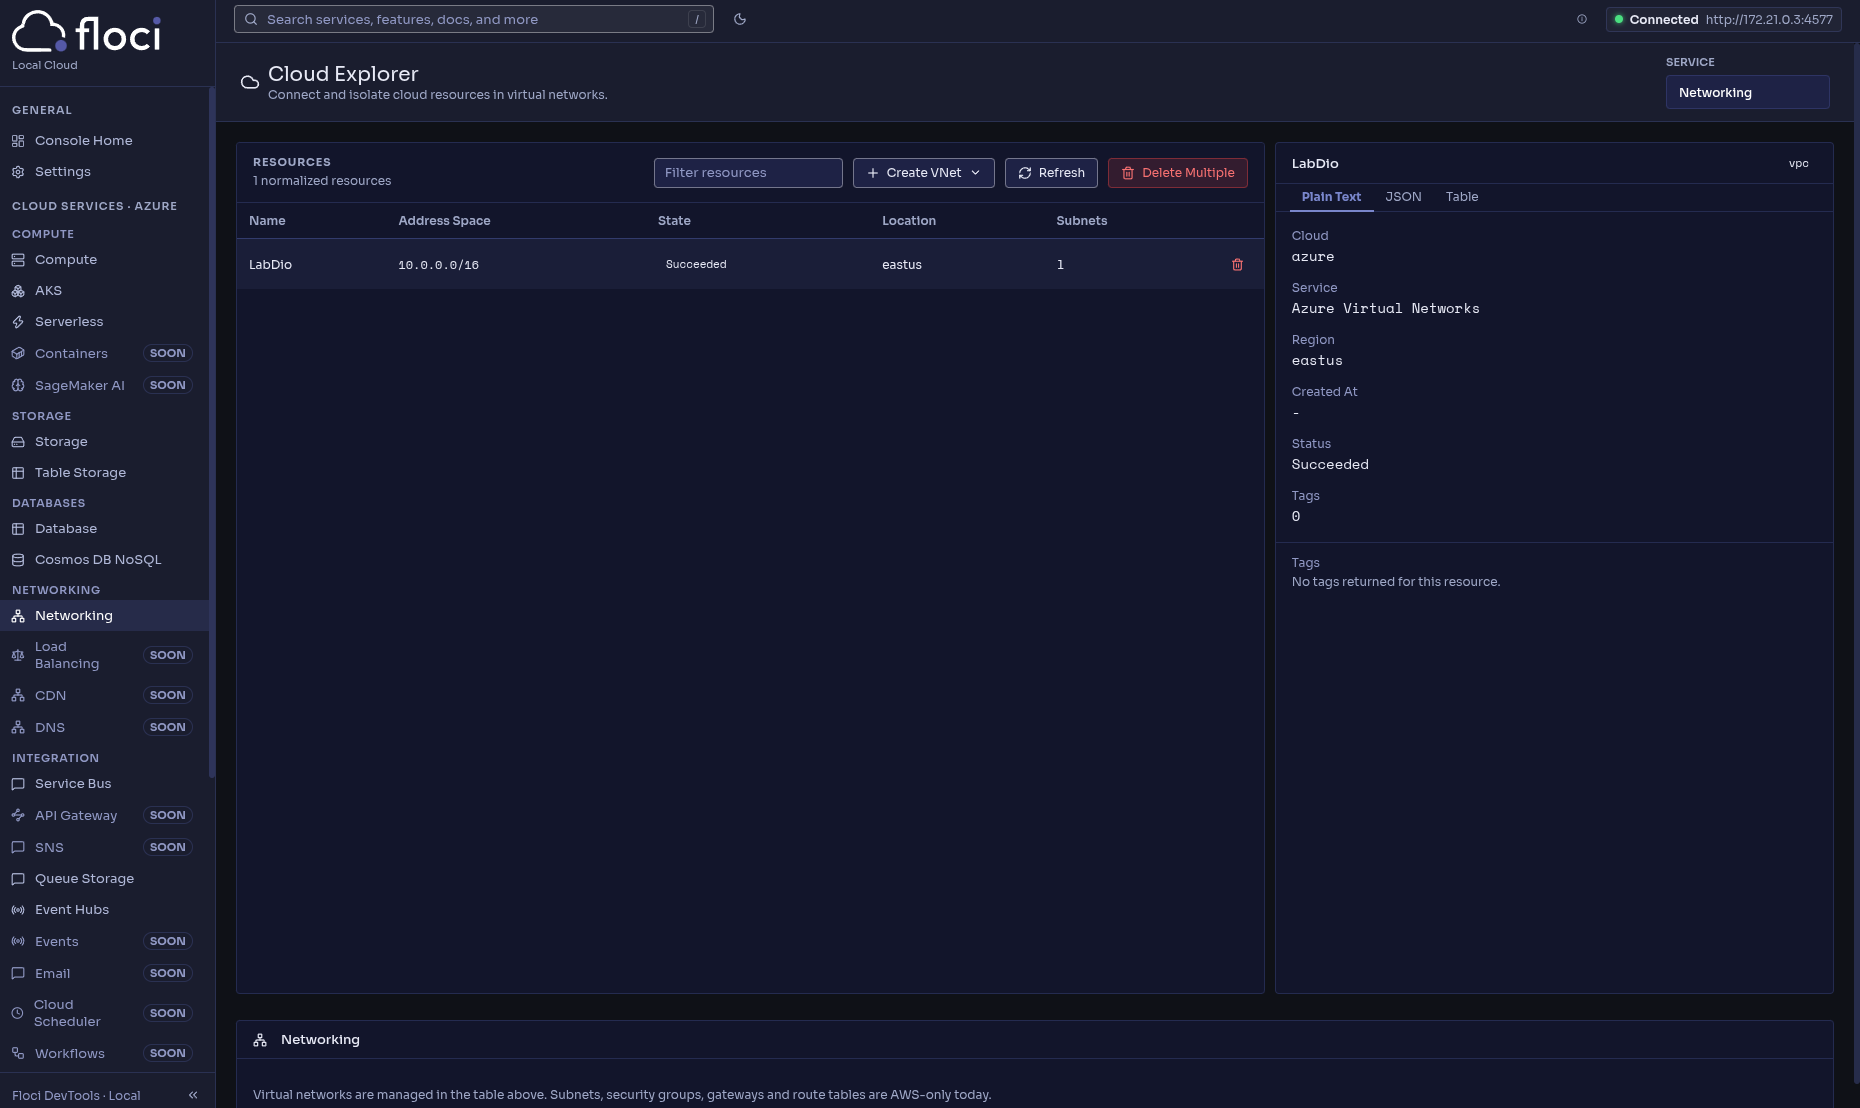 floci
Local Cloud
Search services, features, docs, and more
/
Connected http://172.21.0.3:4577
GENERAL
Console Home
Settings
CLOUD SERVICES · AZURE
COMPUTE
Compute
AKS
Serverless
Containers SOON
SageMaker AI SOON
STORAGE
Storage
Table Storage
DATABASES
Database
Cosmos DB NoSQL
NETWORKING
Networking
Load
Balancing SOON
CDN SOON
DNS SOON
INTEGRATION
Service Bus
API Gateway SOON
SNS SOON
Queue Storage
Event Hubs
Events SOON
Email SOON
Cloud
Scheduler SOON
Workflows SOON
Floci DevTools · Local «
Cloud Explorer
Connect and isolate cloud resources in virtual networks.
SERVICE
Networking
RESOURCES
1 normalized resources
Filter resources
Create VNet
Refresh
Delete Multiple
Name Address Space State Location Subnets
LabDio 10.0.0.0/16 Succeeded eastus 1
LabDio vpc
Plain Text JSON Table
Cloud
azure
Service
Azure Virtual Networks
Region
eastus
Created At
-
Status
Succeeded
Tags
0
Tags
No tags returned for this resource.
Networking
Virtual networks are managed in the table above. Subnets, security groups, gateways and route tables are AWS-only today.